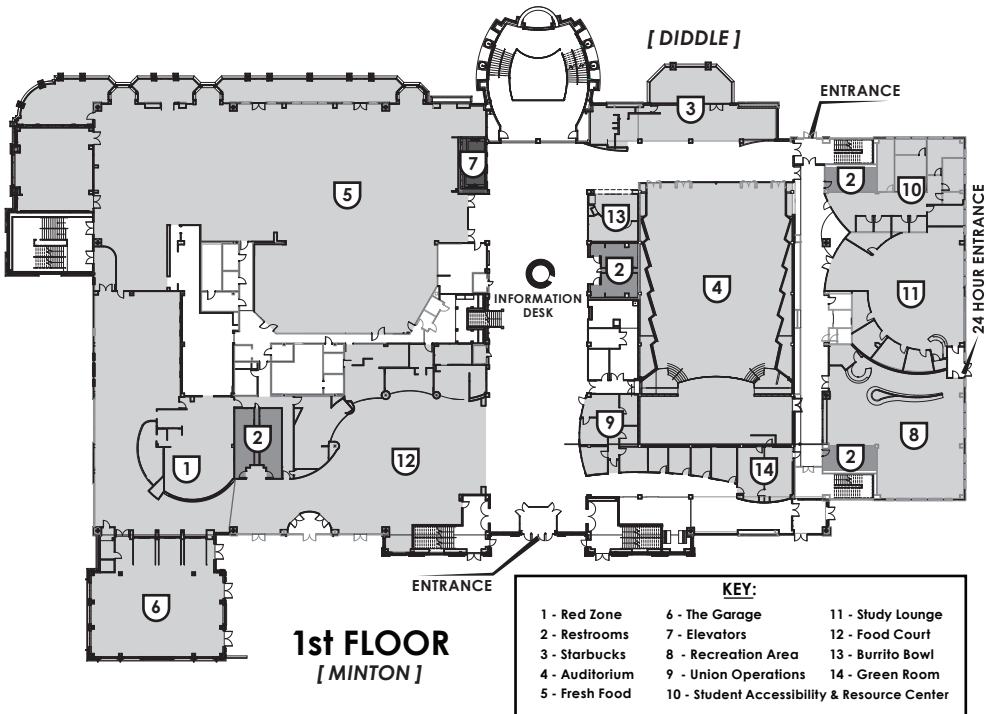 [ DIDDLE ]
3
ENTRANCE
7
2
10
5
13
24 HOUR ENTRANCE
2
4
11
INFORMATION
DESK
9
8
2
1
12
2
14
ENTRANCE
6
1st FLOOR
[ MINTON ]
KEY:
1 - Red Zone
2 - Restrooms
3 - Starbucks
4 - Auditorium
5 - Fresh Food
6 - The Garage
7 - Elevators
8 - Recreation Area
9 - Union Operations
10 - Student Accessibility & Resource Center
11 - Study Lounge
12 - Food Court
13 - Burrito Bowl
14 - Green Room